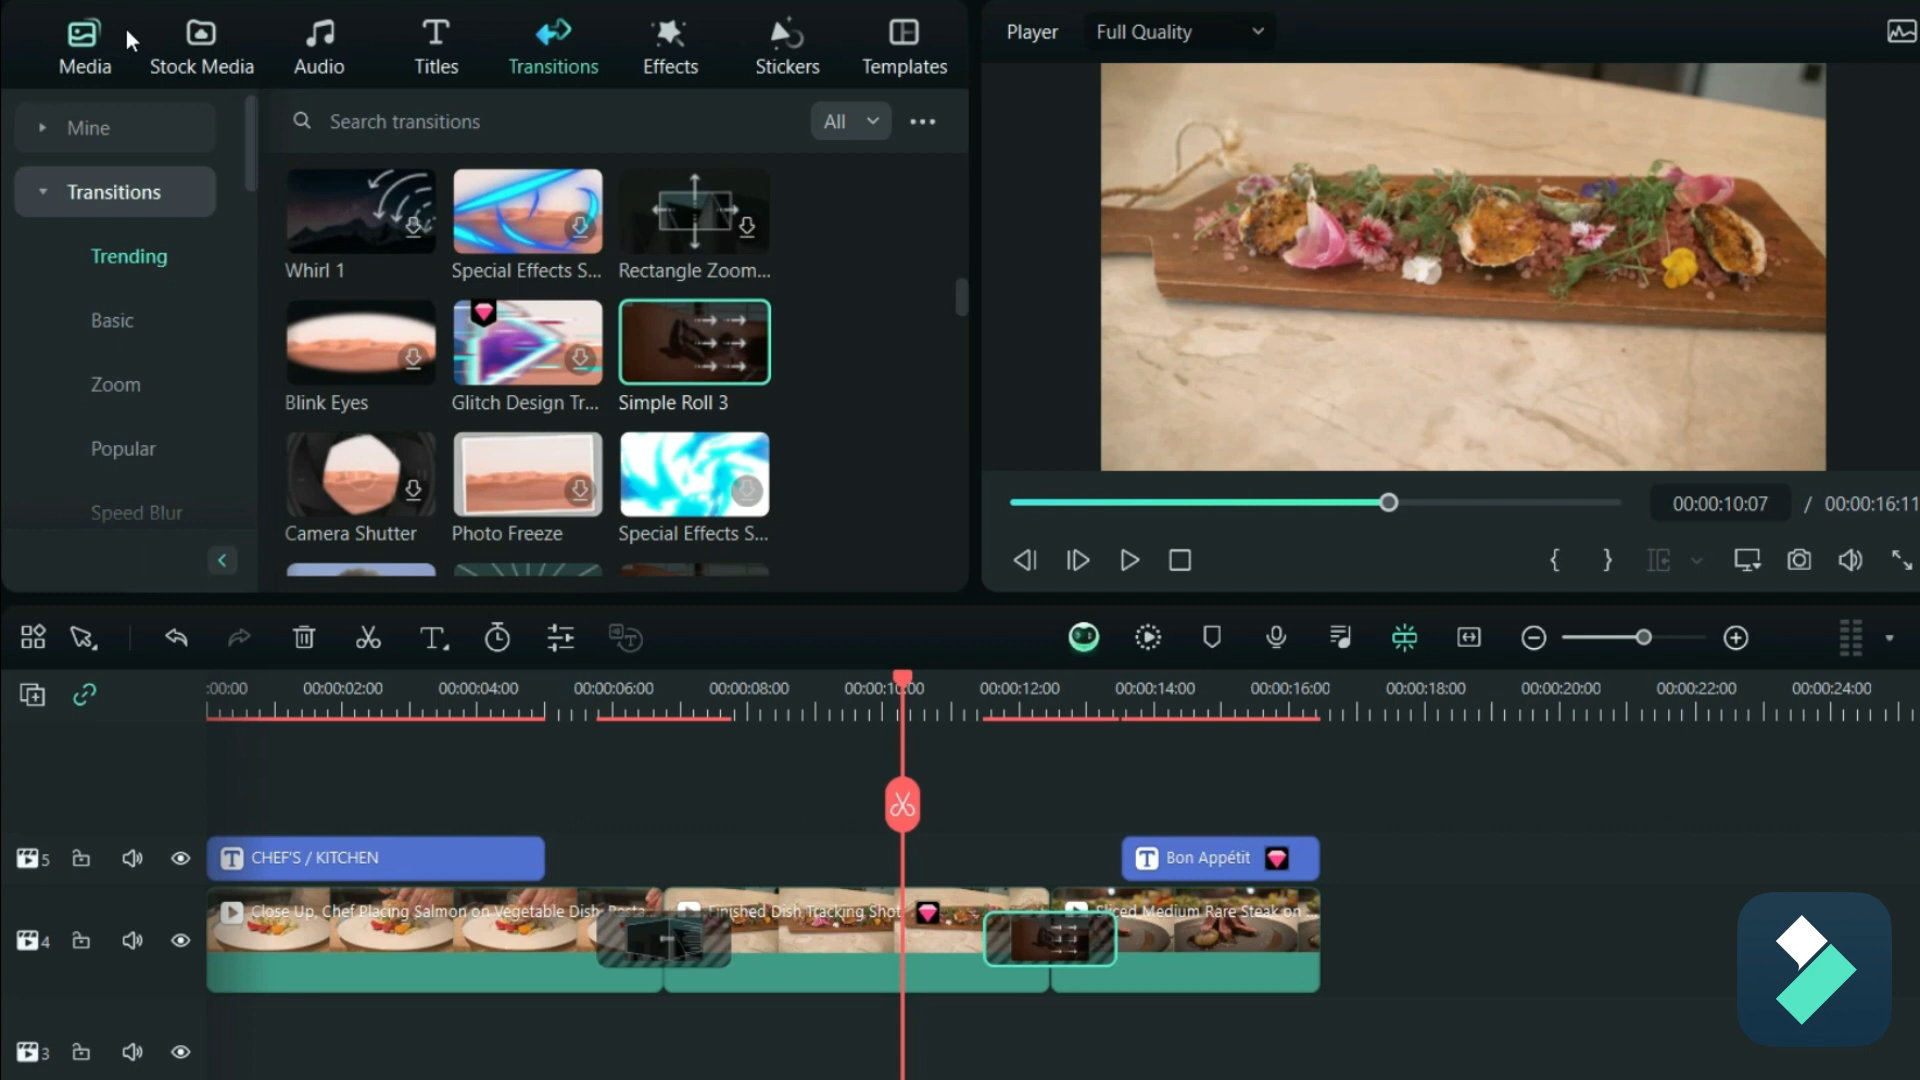 Media
Stock Media
Audio
Titles
Transitions
Effects
Stickers
Templates
Player
Full Quality
Mine
Search transitions
All
Transitions
Trending
Basic
Zoom
Popular
Speed Blur
Whirl 1
Special Effects S...
Rectangle Zoom...
Blink Eyes
Glitch Design Tr...
Simple Roll 3
Camera Shutter
Photo Freeze
Special Effects S...
00:00:10:07 / 00:00:16:11
:00:00
00:00:02:00
00:00:04:00
00:00:06:00
00:00:08:00
00:00:12:00
00:00:14:00
00:00:16:00
00:00:18:00
00:00:20:00
00:00:22:00
00:00:24:00
5
CHEF'S / KITCHEN
Bon Appétit
4
Close Up, Chef Placing Salmon on Vegetable Dish,
Finished Dish Tracking Shot
Sliced Medium Rare Steak on ...
3